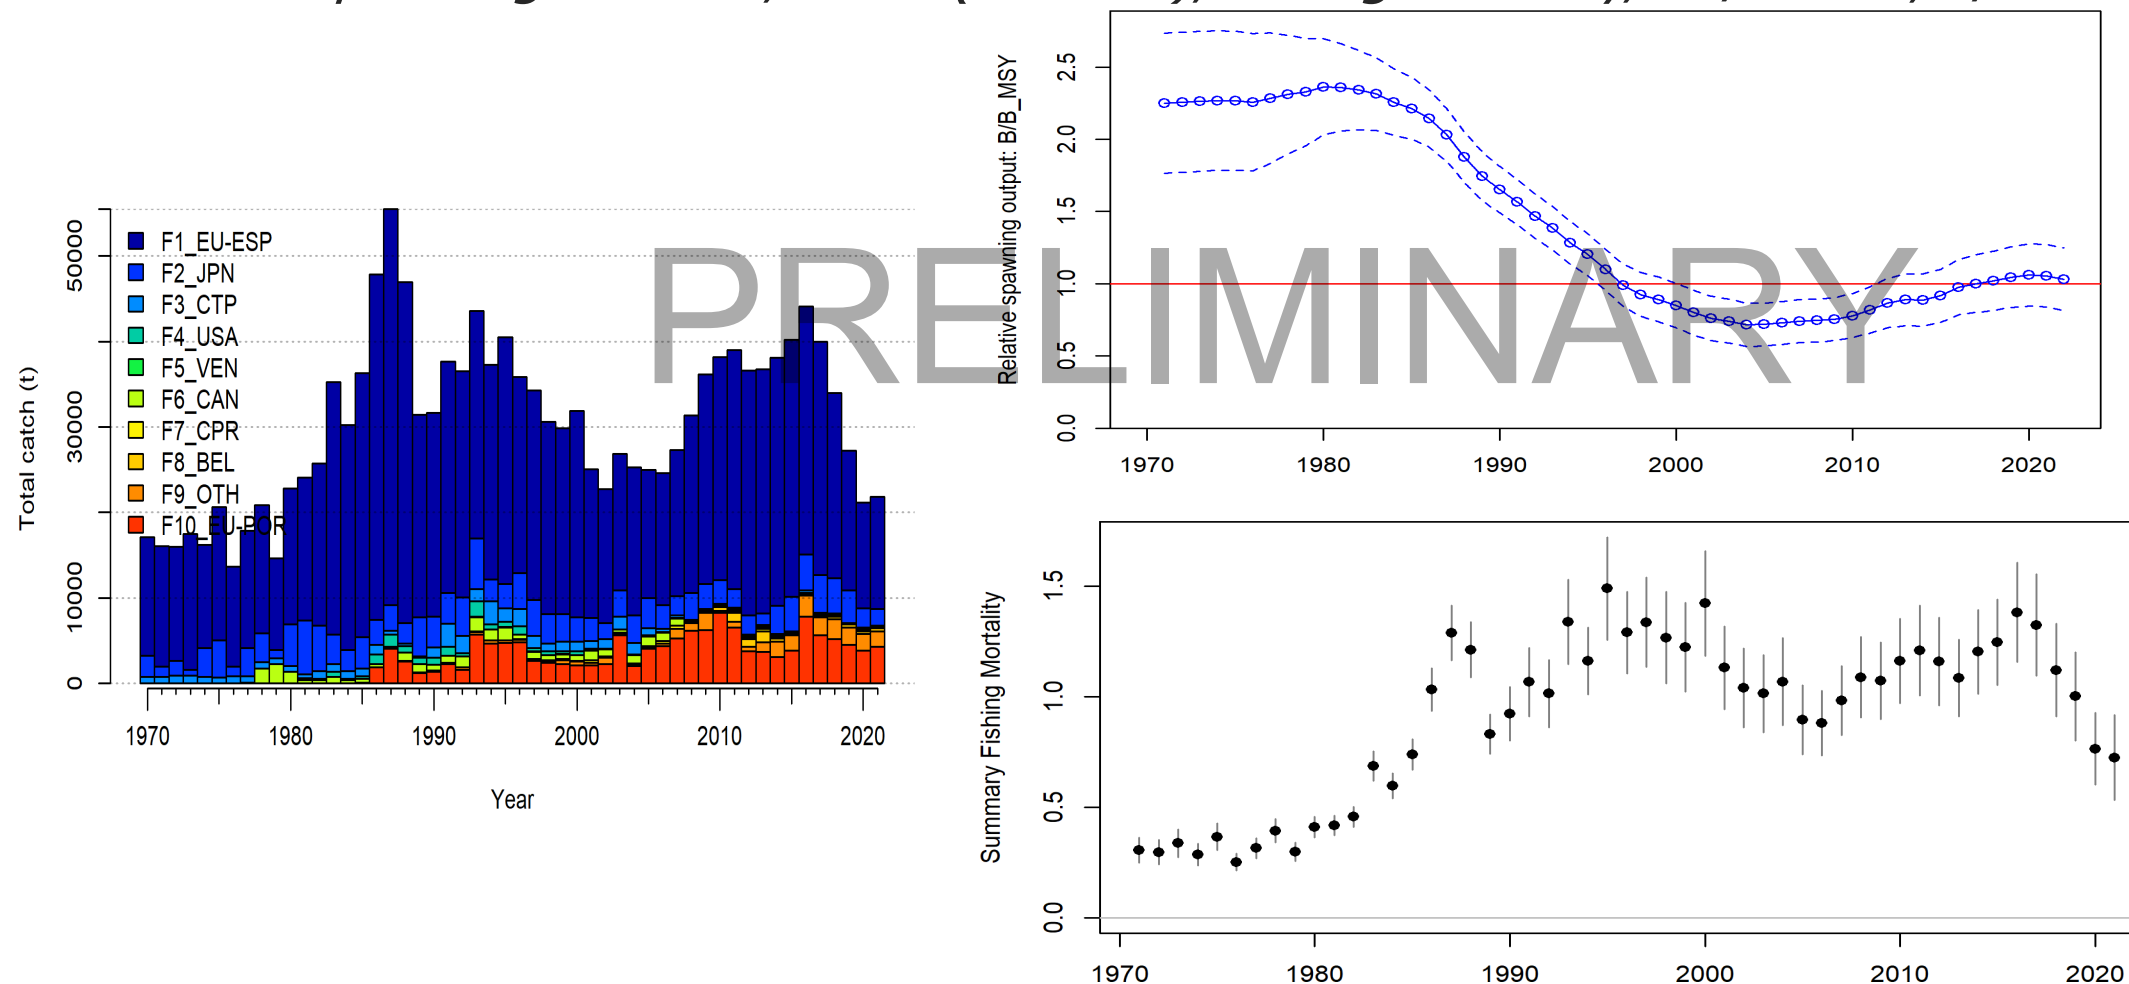 F1_EU-ESP
F2_JPN
F3_CTP
F4_USA
F5_VEN
F6_CAN
F7_CPR
F8_BEL
F9_OTH
F10_EU-POR
Total catch (t)
0
10000
30000
50000
1970 1980 1990 2000 2010 2020
Year
PRELIMINARY
Relative spawning output: B/B_MSY
0.0
0.5
1.0
1.5
2.0
2.5
1970 1980 1990 2000 2010 2020
Summary Fishing Mortality
0.0
0.5
1.0
1.5
1970 1980 1990 2000 2010 2020